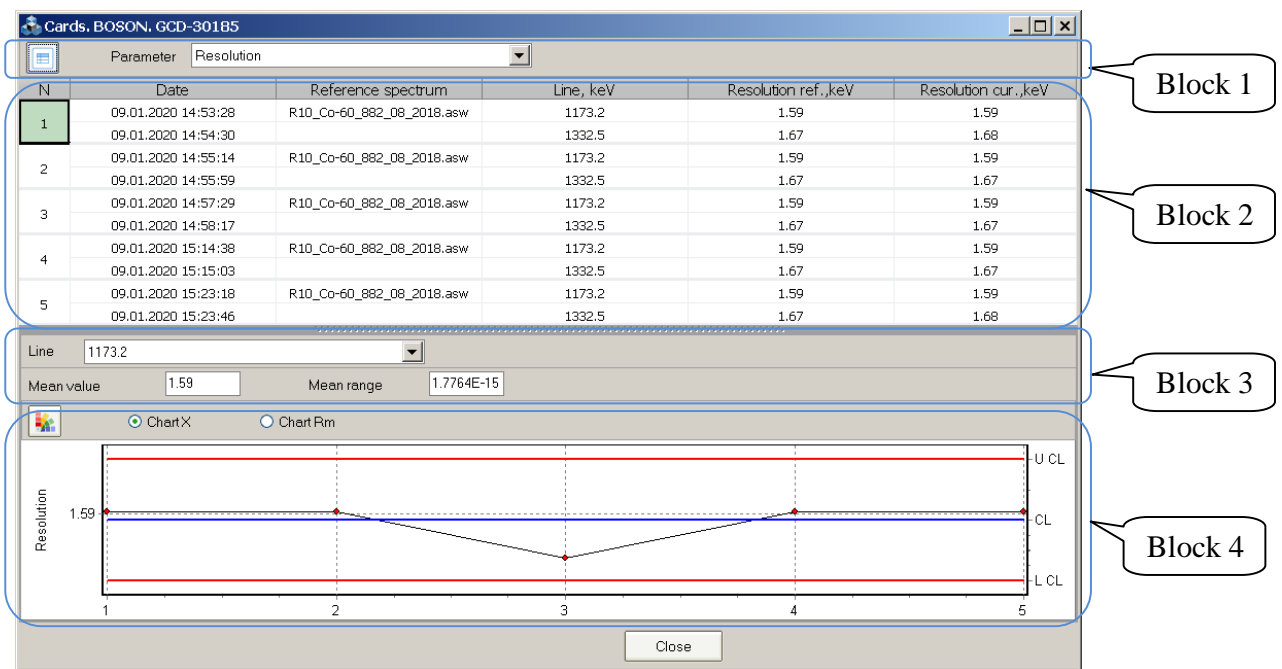 Cards. BOSON. GCD-30185
Parameter Resolution
Block 1
N Date Reference spectrum Line, keV Resolution ref.,keV Resolution cur.,keV
1 09.01.2020 14:53:28 R10_Co-60_882_08_2018.asw 1173.2 1.59 1.59
09.01.2020 14:54:30 1332.5 1.67 1.68
2 09.01.2020 14:55:14 R10_Co-60_882_08_2018.asw 1173.2 1.59 1.59
09.01.2020 14:55:59 1332.5 1.67 1.67
3 09.01.2020 14:57:29 R10_Co-60_882_08_2018.asw 1173.2 1.59 1.59
09.01.2020 14:58:17 1332.5 1.67 1.67
4 09.01.2020 15:14:38 R10_Co-60_882_08_2018.asw 1173.2 1.59 1.59
09.01.2020 15:15:03 1332.5 1.67 1.67
5 09.01.2020 15:23:18 R10_Co-60_882_08_2018.asw 1173.2 1.59 1.59
09.01.2020 15:23:46 1332.5 1.67 1.68
Block 2
Line 1173.2
Mean value 1.59 Mean range 1.7764E-15
Block 3
Chart X Chart Rm
U CL
Resolution
1.59
CL
L CL
1 2 3 4 5
Block 4
Close